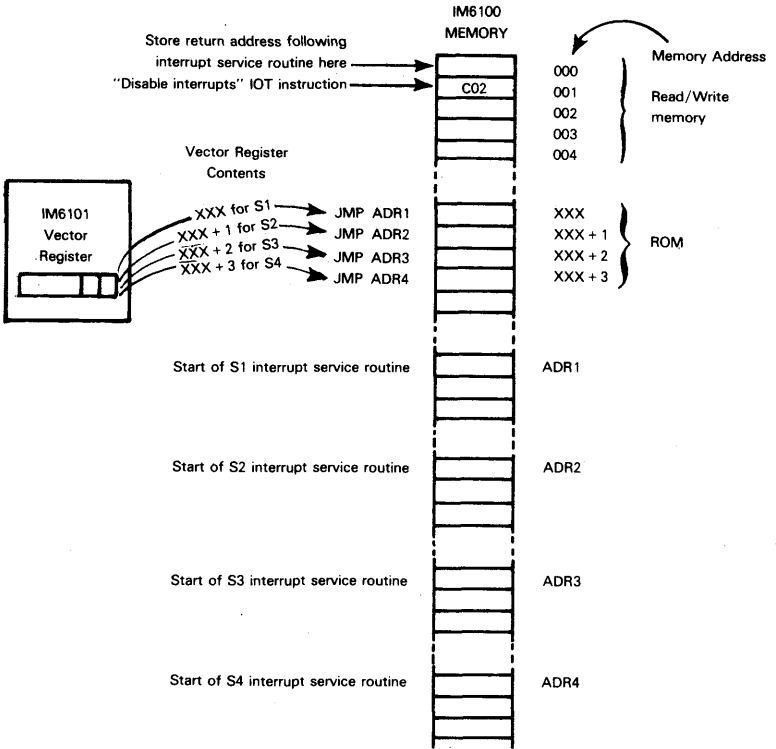 IM6100
MEMORY
Store return address following
interrupt service routine here
"Disable interrupts" IOT instruction
C02
Memory Address
000
001
002
003
004
Read/Write
memory
Vector Register
Contents
IM6101
Vector
Register
XXX for S1
XXX + 1 for S2
XXX + 2 for S3
XXX + 3 for S4
JMP ADR1
JMP ADR2
JMP ADR3
JMP ADR4
XXX
XXX + 1
XXX + 2
XXX + 3
ROM
Start of S1 interrupt service routine
ADR1
Start of S2 interrupt service routine
ADR2
Start of S3 interrupt service routine
ADR3
Start of S4 interrupt service routine
ADR4